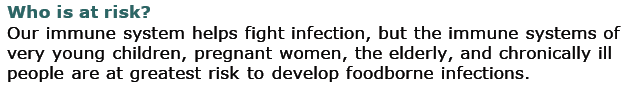 Who is at risk?
Our immune system helps fight infection, but the immune systems of
very young children, pregnant women, the elderly, and chronically ill
people are at greatest risk to develop foodborne infections.